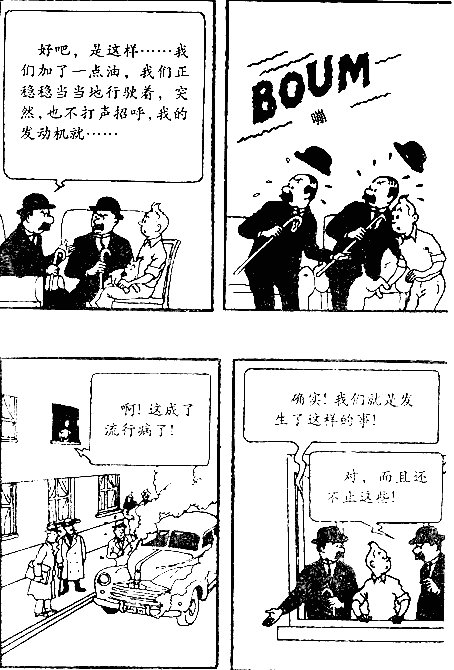 好吧，是这样……我
们加了一点油，我们正
稳稳当当地行驶着，突
然，也不打声招呼，我的
发动机就……
BOUM
嘣
啊！这成了
流行病了！
确实！我们就是发
生了这样的事！
对，而且还
不止这些！